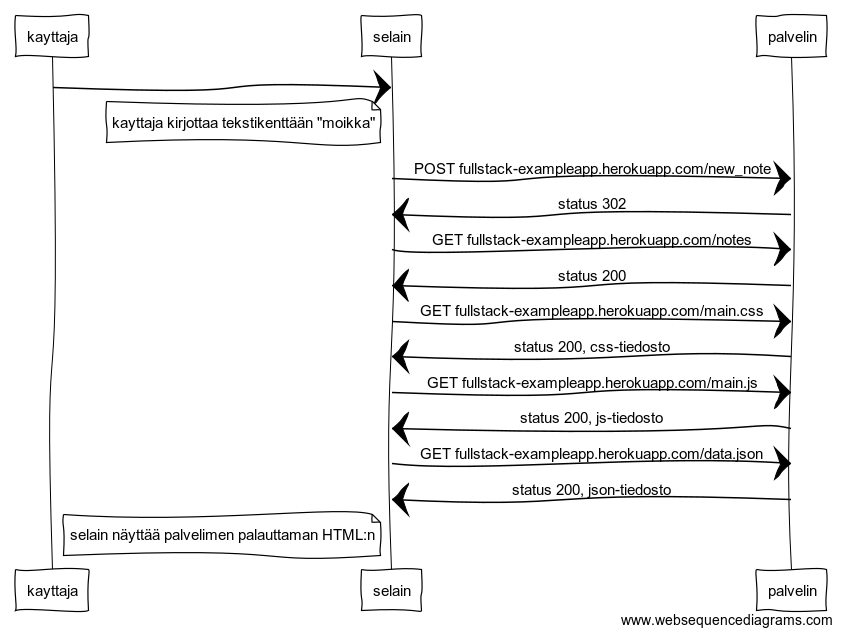 kayttaja
selain
palvelin
kayttaja kirjottaa tekstikenttään "moikka"
POST fullstack-exampleapp.herokuapp.com/new_note
status 302
GET fullstack-exampleapp.herokuapp.com/notes
status 200
GET fullstack-exampleapp.herokuapp.com/main.css
status 200, css-tiedosto
GET fullstack-exampleapp.herokuapp.com/main.js
status 200, js-tiedosto
GET fullstack-exampleapp.herokuapp.com/data.json
status 200, json-tiedosto
selain näyttää palvelimen palauttaman HTML:n
kayttaja
selain
palvelin
www.websequencediagrams.com